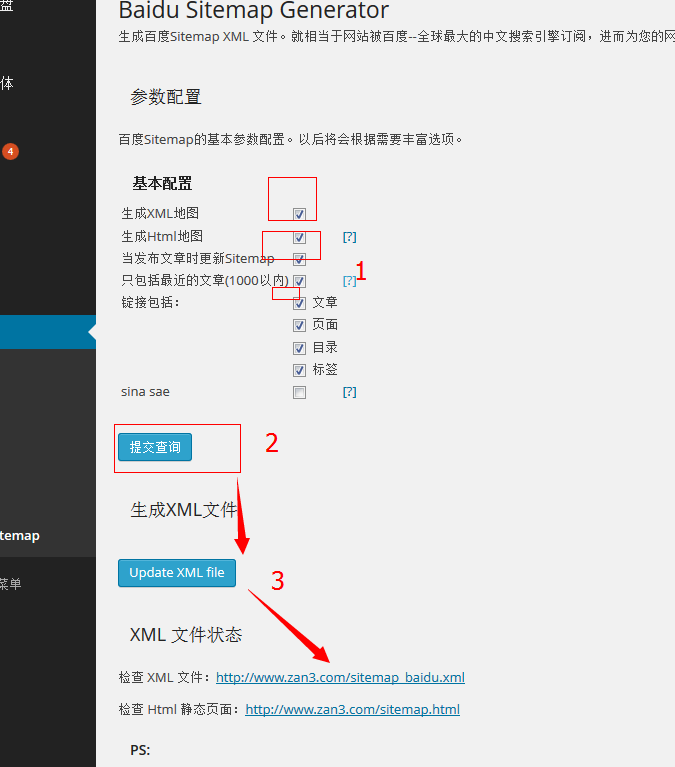 盘
Baidu Sitemap Generator
生成百度Sitemap XML 文件。就相当于网站被百度--全球最大的中文搜索引擎订阅，进而为您的网
体
参数配置
百度Sitemap的基本参数配置。以后将会根据需要丰富选项。
4
基本配置
生成XML地图
生成Html地图 [?]
当发布文章时更新Sitemap
只包括最近的文章(1000以内) [?] 1
锭接包括： 文章
页面
目录
标签
sina sae [?]
提交查询 2
生成XML文件
temap
Update XML file 3
菜单
XML 文件状态
检查 XML 文件：http://www.zan3.com/sitemap_baidu.xml
检查 Html 静态页面：http://www.zan3.com/sitemap.html
PS: